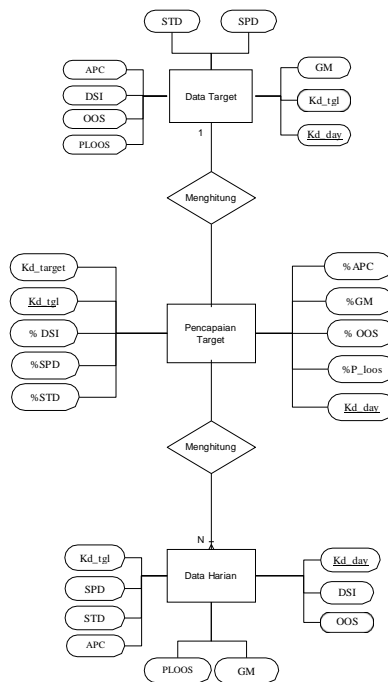 STD
SPD
APC
GM
DSI
Data Target
Kd_tgl
OOS
Kd_day
PLOOS
1
Menghitung
Kd_target
%APC
Kd_tgl
%GM
% DSI
Pencapaian
Target
% OOS
%SPD
%P_loos
%STD
Kd_day
Menghitung
N
Kd_tgl
Kd_day
SPD
Data Harian
DSI
STD
OOS
APC
PLOOS
GM